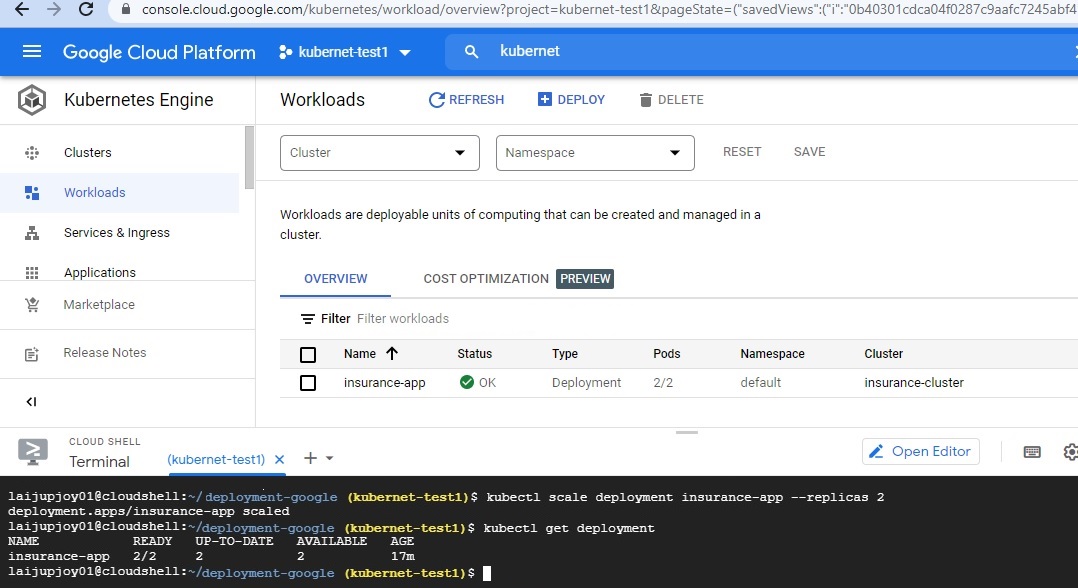 console.cloud.google.com/kubernetes/workload/overview?project=kubernet-test1&pageState=("savedViews":("i":"0b40301cdca04f0287c9aafc7245abf4
Google Cloud Platform kubernet-test1 kubernet
Kubernetes Engine
Clusters
Workloads
Services & Ingress
Applications
Marketplace
Release Notes
Workloads REFRESH DEPLOY DELETE
Cluster Namespace RESET SAVE
Workloads are deployable units of computing that can be created and managed in a
cluster.
OVERVIEW COST OPTIMIZATION PREVIEW
Filter Filter workloads
Name Status Type Pods Namespace Cluster
insurance-app OK Deployment 2/2 default insurance-cluster
CLOUD SHELL
Terminal (kubernet-test1) Open Editor
laijupjoy01@cloudshell:~/deployment-google (kubernet-test1)$ kubectl scale deployment insurance-app --replicas 2
deployment.apps/insurance-app scaled
laijupjoy01@cloudshell:~/deployment-google (kubernet-test1)$ kubectl get deployment
NAME READY UP-TO-DATE AVAILABLE AGE
insurance-app 2/2 2 2 17m
laijupjoy01@cloudshell:~/deployment-google (kubernet-test1)$